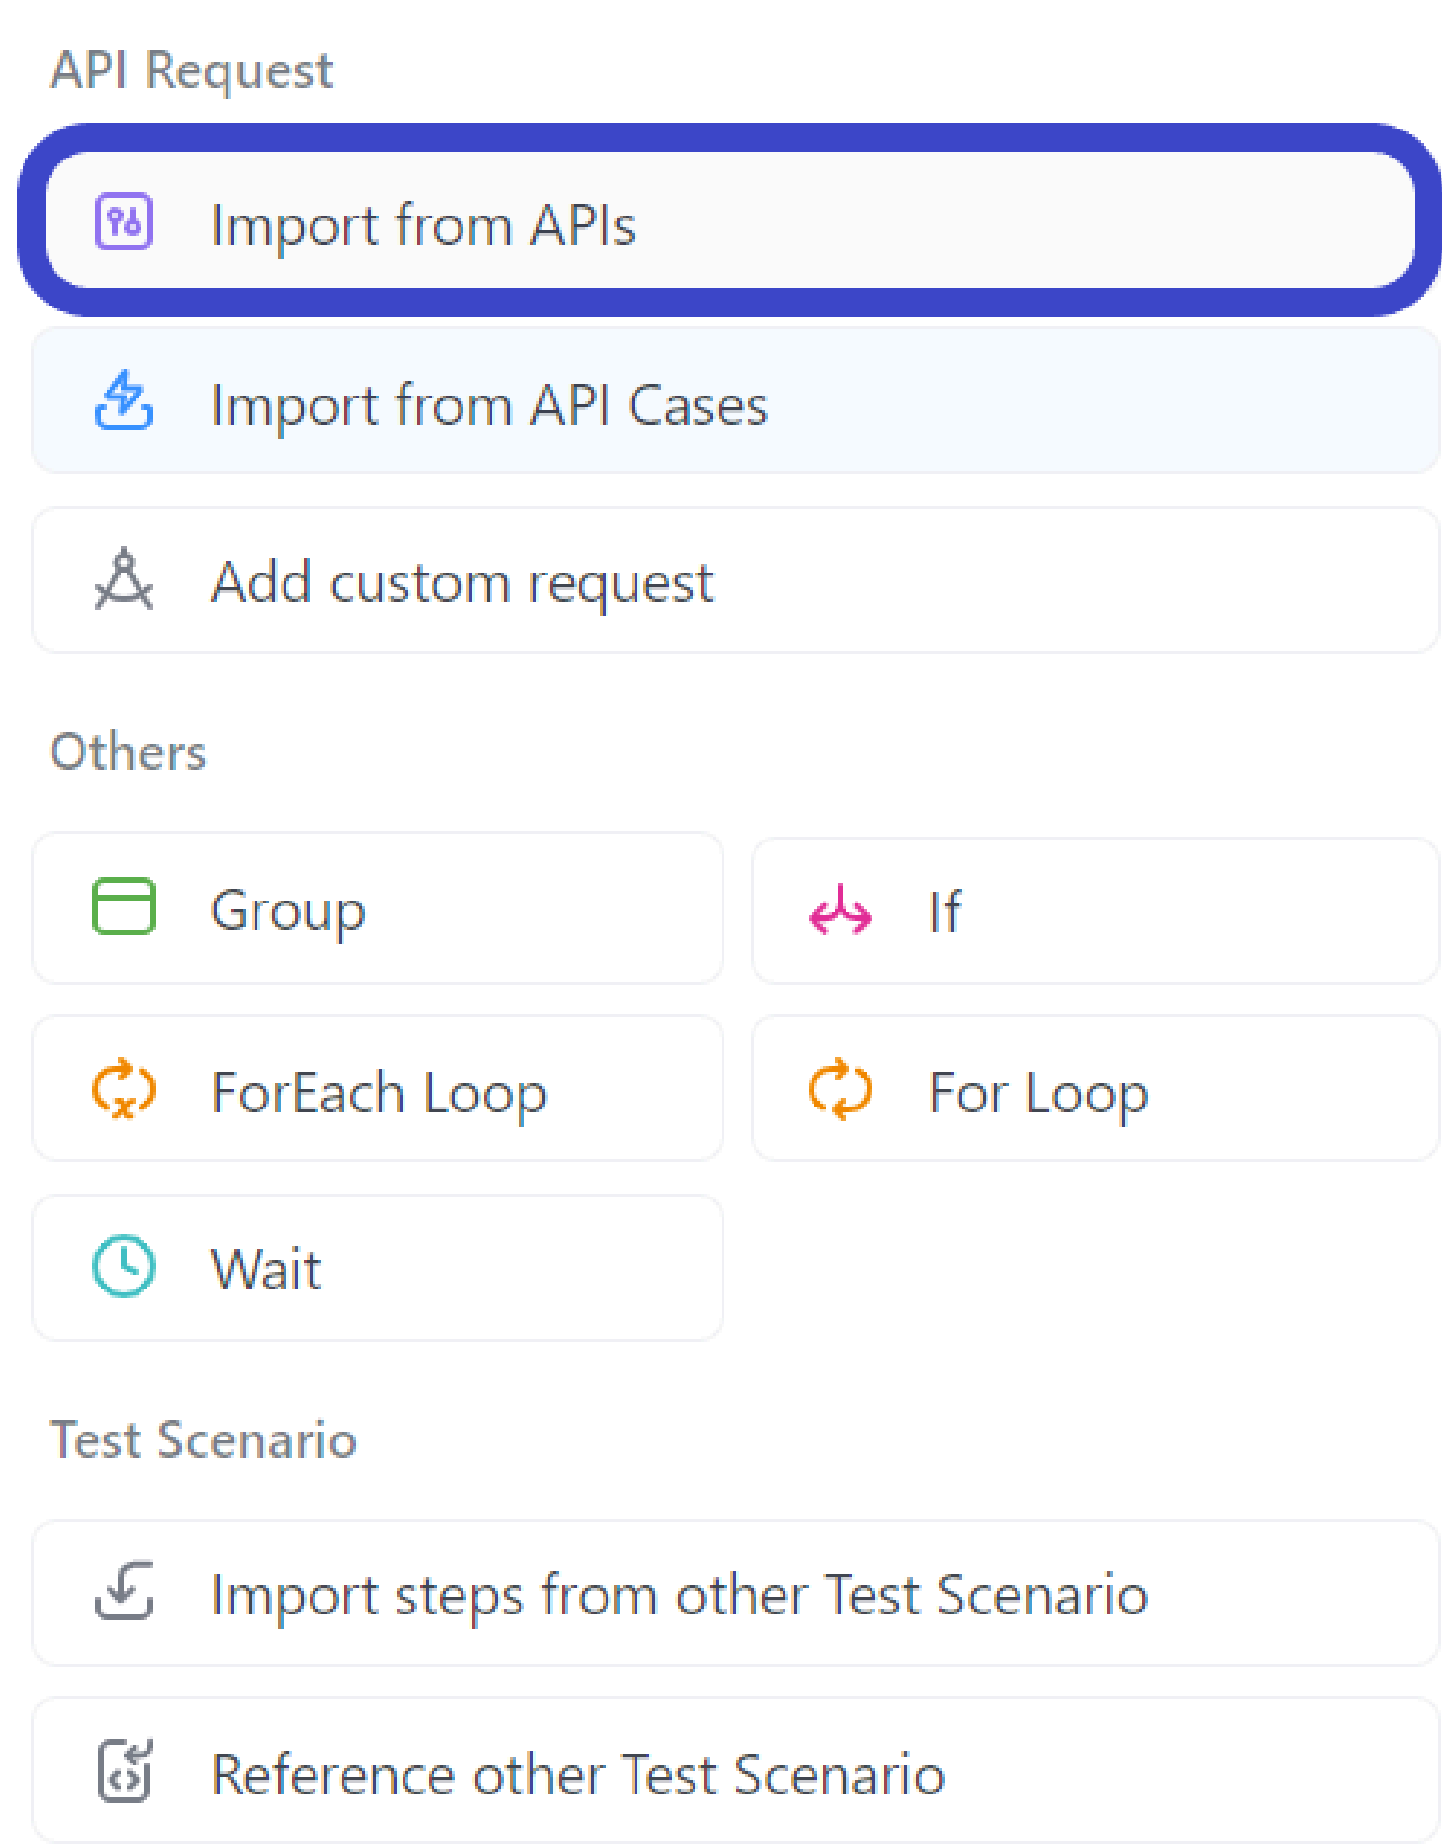 API Request
Import from APIs
Import from API Cases
Add custom request
Others
Group
If
ForEach Loop
For Loop
Wait
Test Scenario
Import steps from other Test Scenario
Reference other Test Scenario